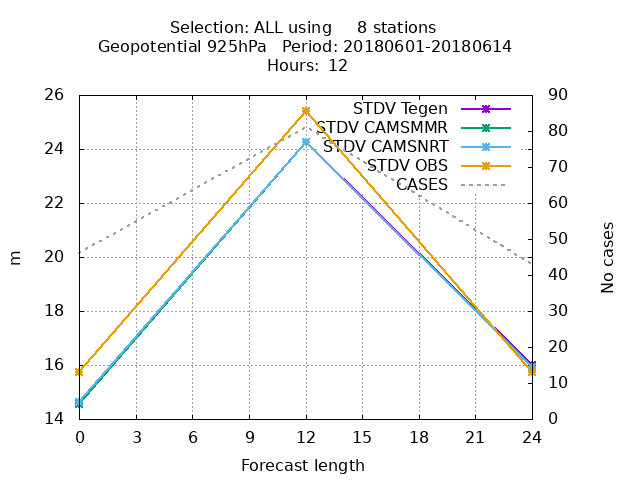 Selection: ALL using     8 stations
Geopotential 925hPa   Period: 20180601-20180614
Hours:  12
26
24
22
20
18
16
14
m
90
80
70
60
50
40
30
20
10
0
No cases
STDV Tegen
STDV CAMSMMR
STDV CAMSNRT
STDV OBS
CASES
0 3 6 9 12 15 18 21 24
Forecast length